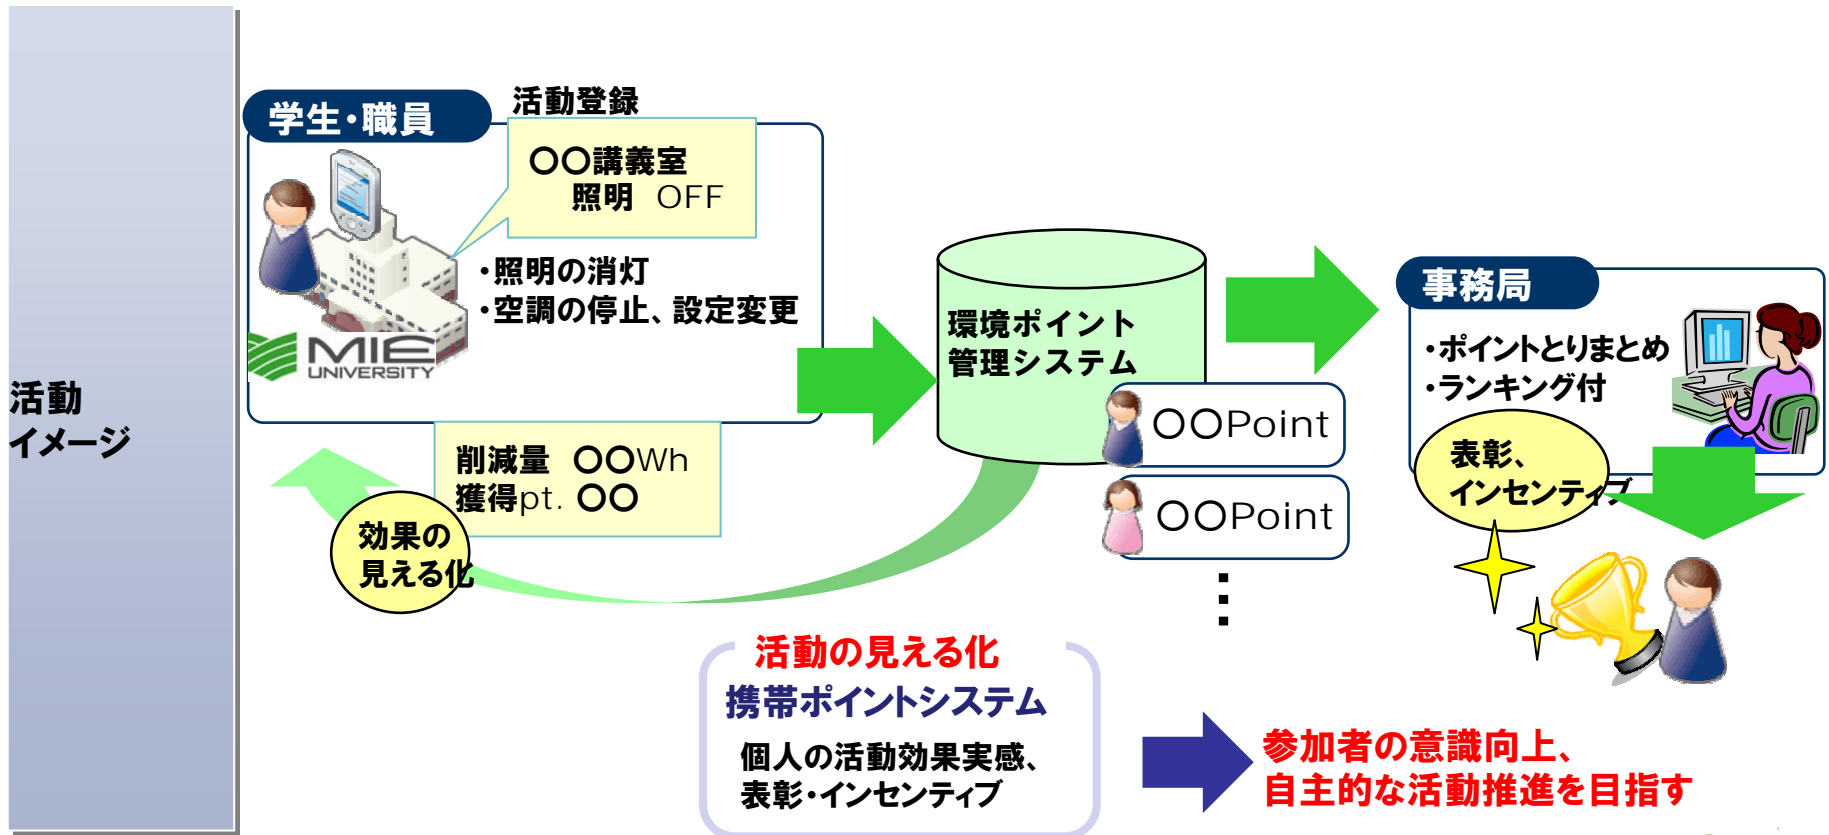 活動
イメージ
学生・職員
活動登録
〇〇講義室
照明 OFF
・照明の消灯
・空調の停止、設定変更
MIE
UNIVERSITY
削減量 〇〇Wh
獲得pt. 〇〇
効果の
見える化
環境ポイント
管理システム
〇〇Point
〇〇Point
⋮
事務局
・ポイントとりまとめ
・ランキング付
表彰、
インセンティブ
活動の見える化
携帯ポイントシステム
個人の活動効果実感、
表彰・インセンティブ
参加者の意識向上、
自主的な活動推進を目指す